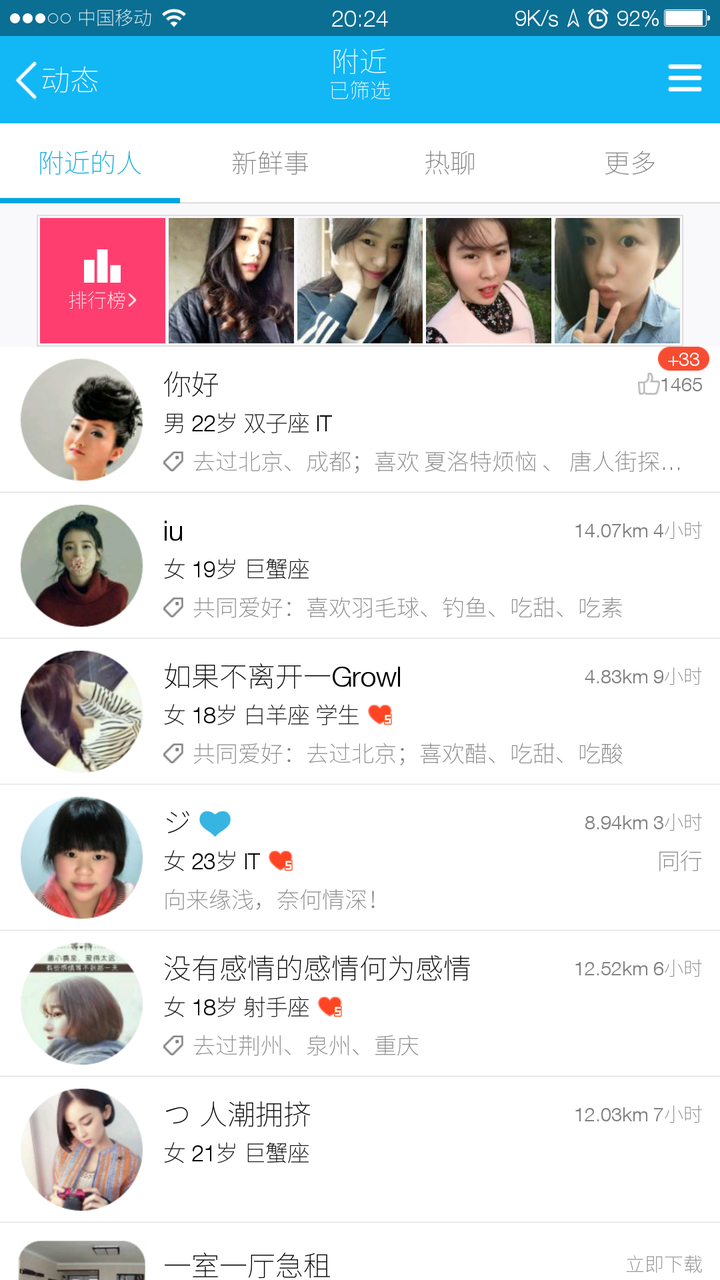 中国移动 20:24 9K/s 92%
动态 附近
已筛选
附近的人 新鲜事 热聊 更多
排行榜
+33
你好 1465
男 22岁 双子座 IT
去过北京、成都；喜欢 夏洛特烦恼 、 唐人街探...
iu 14.07km 4小时
女 19岁 巨蟹座
共同爱好：喜欢羽毛球、钓鱼、吃甜、吃素
如果不离开一Growl 4.83km 9小时
女 18岁 白羊座 学生 5
共同爱好：去过北京；喜欢醋、吃甜、吃酸
ジ 8.94km 3小时
女 23岁 IT 5 同行
向来缘浅，奈何情深！
没有感情的感情何为感情 12.52km 6小时
女 18岁 射手座 5
去过荆州、泉州、重庆
つ 人潮拥挤 12.03km 7小时
女 21岁 巨蟹座
一室一厅急租 立即下载